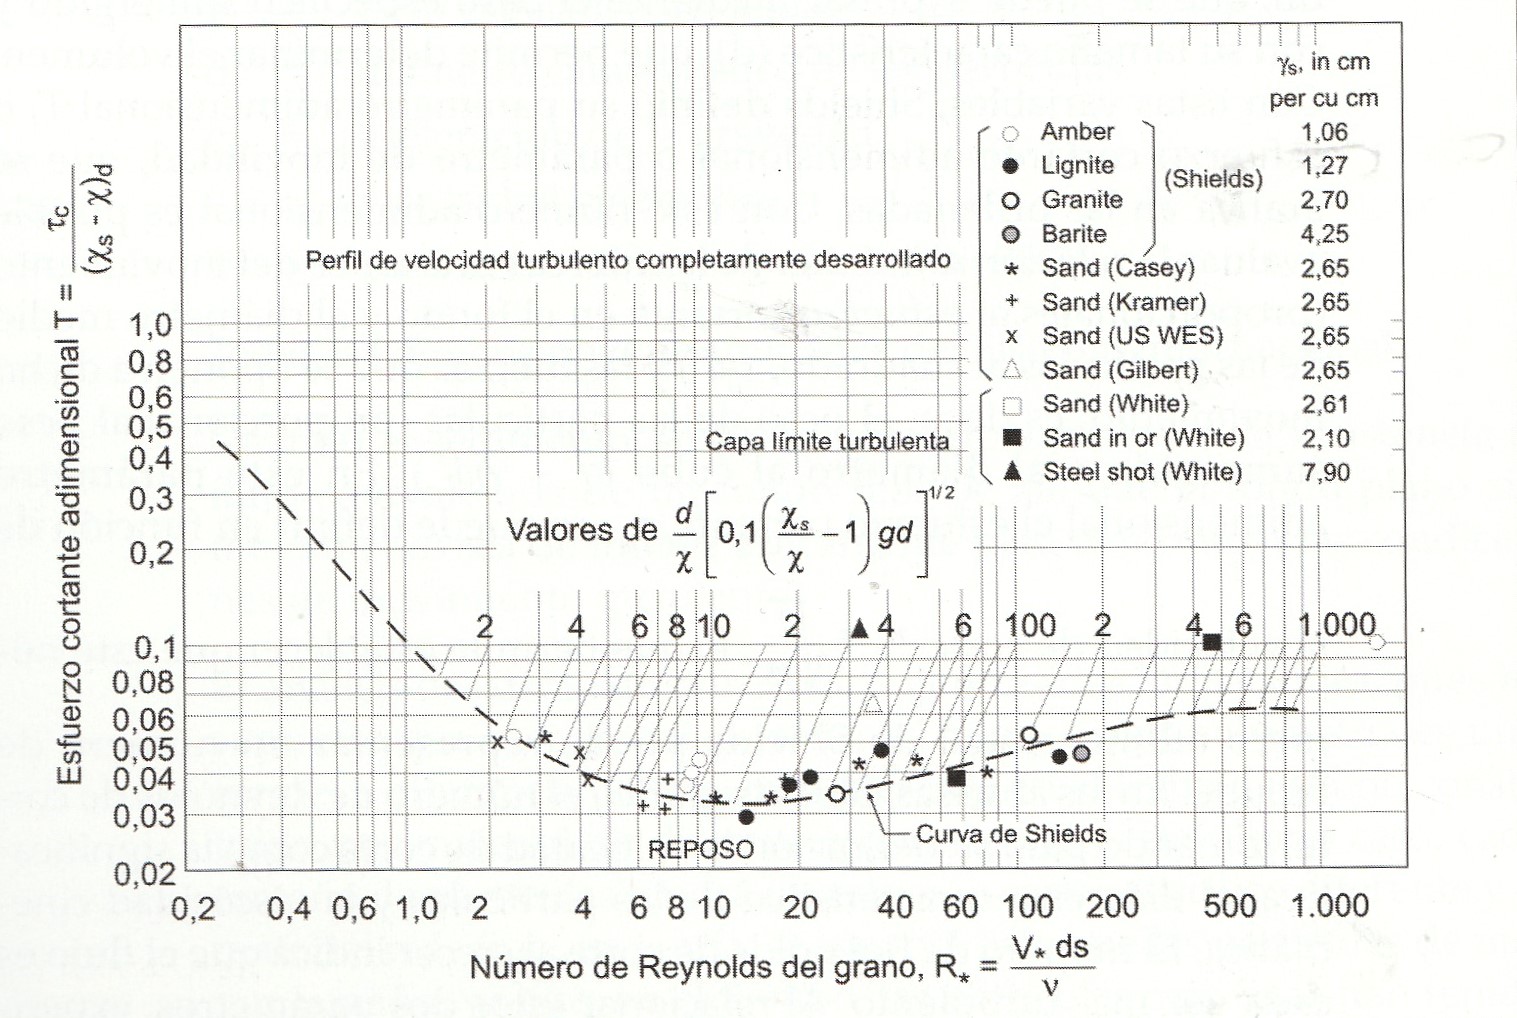 γs, in cm
per cu cm
Amber 1,06
Lignite 1,27
(Shields)
Granite 2,70
Barite 4,25
Sand (Casey) 2,65
Sand (Kramer) 2,65
Sand (US WES) 2,65
Sand (Gilbert) 2,65
Sand (White) 2,61
Sand in or (White) 2,10
Steel shot (White) 7,90
Perfil de velocidad turbulento completamente desarrollado
Capa límite turbulenta
Valores de d/χ [0,1(χs/χ – 1) gd]^1/2
Esfuerzo cortante adimensional T = τc/(χs - χ)d
1,0
0,8
0,6
0,5
0,4
0,3
0,2
0,1
0,08
0,06
0,05
0,04
0,03
0,02
2 4 6 8 10 2 4 6 100 2 4 6 1.000
Curva de Shields
REPOSO
0,2 0,4 0,6 1,0 2 4 6 8 10 20 40 60 100 200 500 1.000
Número de Reynolds del grano, R* = V* ds/ν